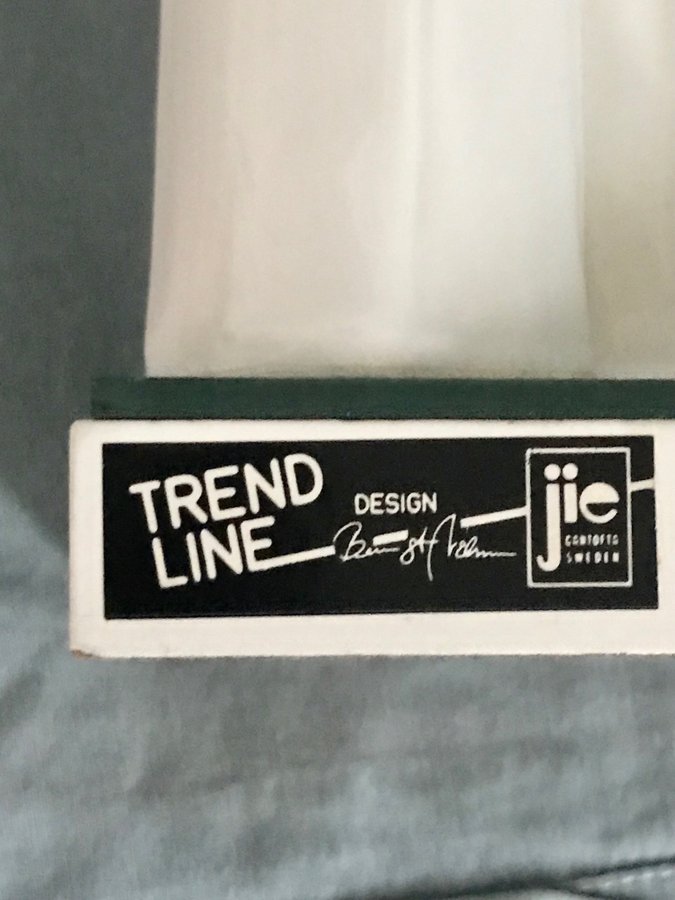 TREND
LINE
DESIGN
jie
GANTOFTA
SWEDEN